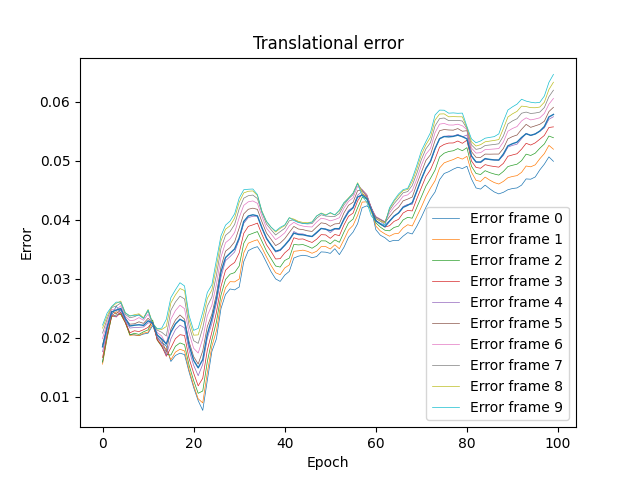 Translational error
Error
0.06
0.05
0.04
0.03
0.02
0.01
0 20 40 60 80 100
Epoch
Error frame 0
Error frame 1
Error frame 2
Error frame 3
Error frame 4
Error frame 5
Error frame 6
Error frame 7
Error frame 8
Error frame 9